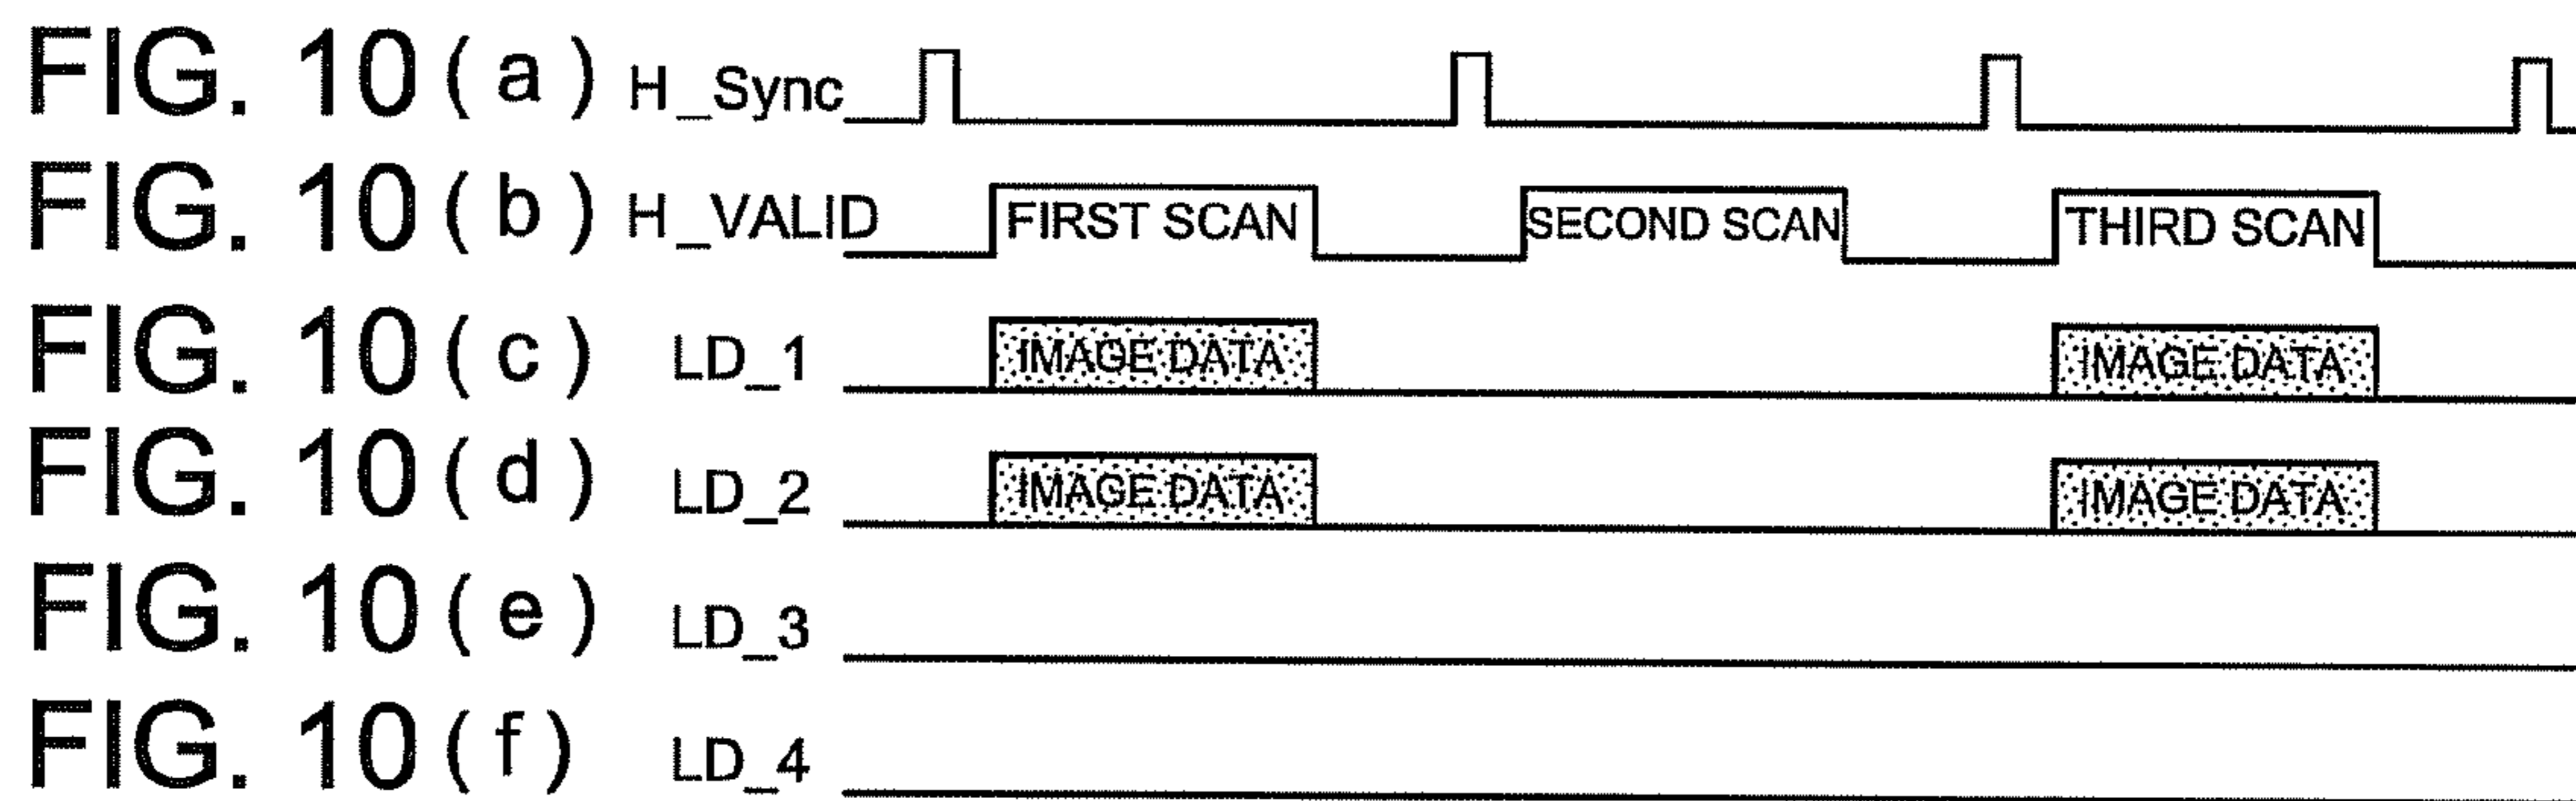 FIG. 10(a) H_Sync
FIG. 10(b) H_VALID FIRST SCAN SECOND SCAN THIRD SCAN
FIG. 10(c) LD_1 IMAGE DATA IMAGE DATA
FIG. 10(d) LD_2 IMAGE DATA IMAGE DATA
FIG. 10(e) LD_3
FIG. 10(f) LD_4